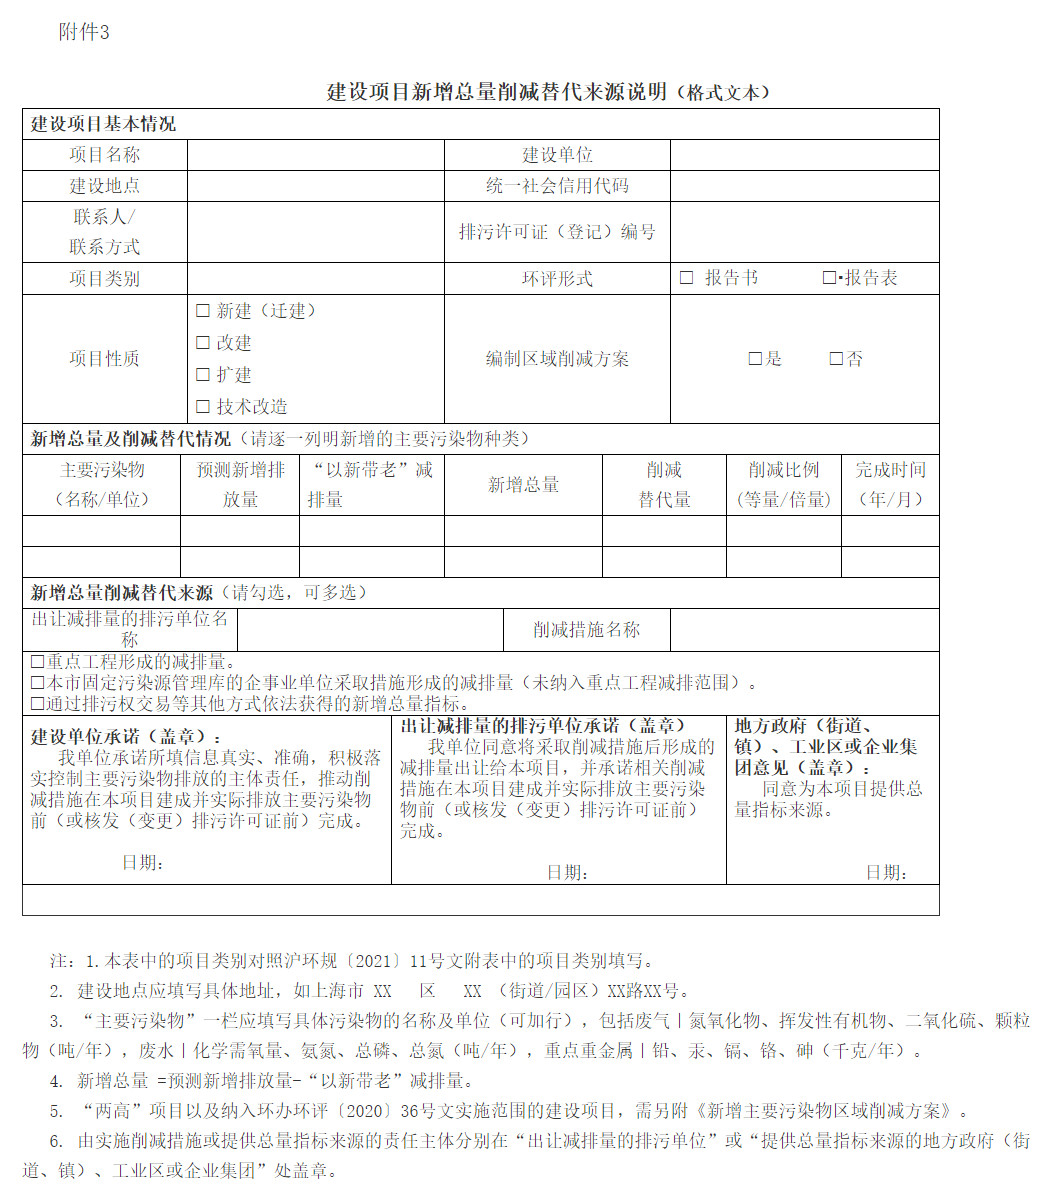 附件3
建设项目新增总量削减替代来源说明（格式文本）
建设项目基本情况
项目名称
建设单位
建设地点
统一社会信用代码
联系人/
联系方式
排污许可证（登记）编号
项目类别
环评形式
□ 报告书 □·报告表
项目性质
□ 新建（迁建）
□ 改建
□ 扩建
□ 技术改造
编制区域削减方案
□是 □否
新增总量及削减替代情况（请逐一列明新增的主要污染物种类）
主要污染物
（名称/单位）
预测新增排
放量
“以新带老”减
排量
新增总量
削减
替代量
削减比例
(等量/倍量)
完成时间
（年/月）
新增总量削减替代来源（请勾选，可多选）
出让减排量的排污单位名
称
削减措施名称
□重点工程形成的减排量。
□本市固定污染源管理库的企事业单位采取措施形成的减排量（未纳入重点工程减排范围）。
□通过排污权交易等其他方式依法获得的新增总量指标。
建设单位承诺（盖章）：
我单位承诺所填信息真实、准确，积极落
实控制主要污染物排放的主体责任，推动削
减措施在本项目建成并实际排放主要污染物
前（或核发（变更）排污许可证前）完成。
日期：
出让减排量的排污单位承诺（盖章）
我单位同意将采取削减措施后形成的
减排量出让给本项目，并承诺相关削减
措施在本项目建成并实际排放主要污染
物前（或核发（变更）排污许可证前）
完成。
日期：
地方政府（街道、
镇）、工业区或企业集
团意见（盖章）：
同意为本项目提供总
量指标来源。
日期：
注：1.本表中的项目类别对照沪环规〔2021〕11号文附表中的项目类别填写。
2. 建设地点应填写具体地址，如上海市 XX 区 XX （街道/园区）XX路XX号。
3. “主要污染物”一栏应填写具体污染物的名称及单位（可加行），包括废气｜氮氧化物、挥发性有机物、二氧化硫、颗粒
物（吨/年），废水｜化学需氧量、氨氮、总磷、总氮（吨/年），重点重金属｜铅、汞、镉、铬、砷（千克/年）。
4. 新增总量 =预测新增排放量-“以新带老”减排量。
5. “两高”项目以及纳入环办环评〔2020〕36号文实施范围的建设项目，需另附《新增主要污染物区域削减方案》。
6. 由实施削减措施或提供总量指标来源的责任主体分别在“出让减排量的排污单位”或“提供总量指标来源的地方政府（街
道、镇）、工业区或企业集团”处盖章。